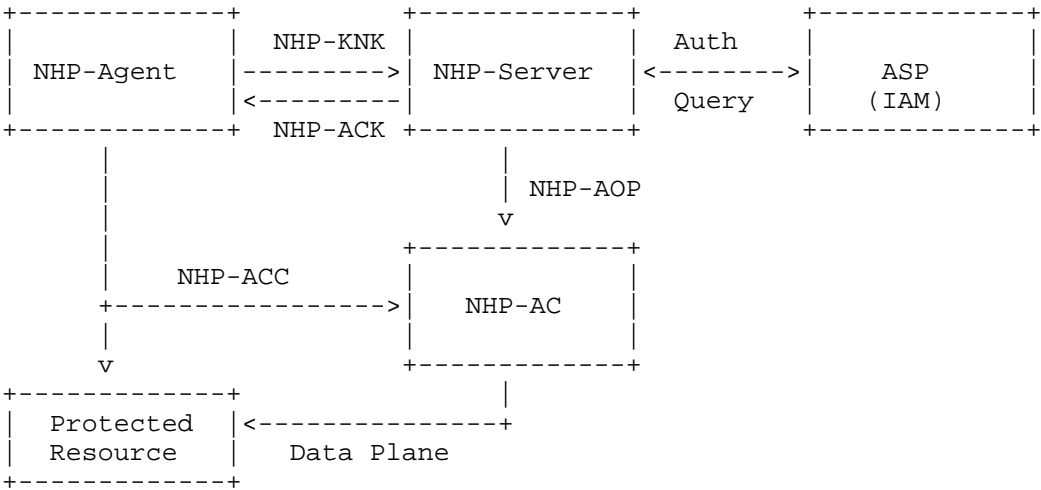 NHP-KNK Auth
NHP-Agent NHP-Server ASP
Query (IAM)
NHP-ACK
NHP-AOP
NHP-ACC
NHP-AC
Protected
Resource Data Plane